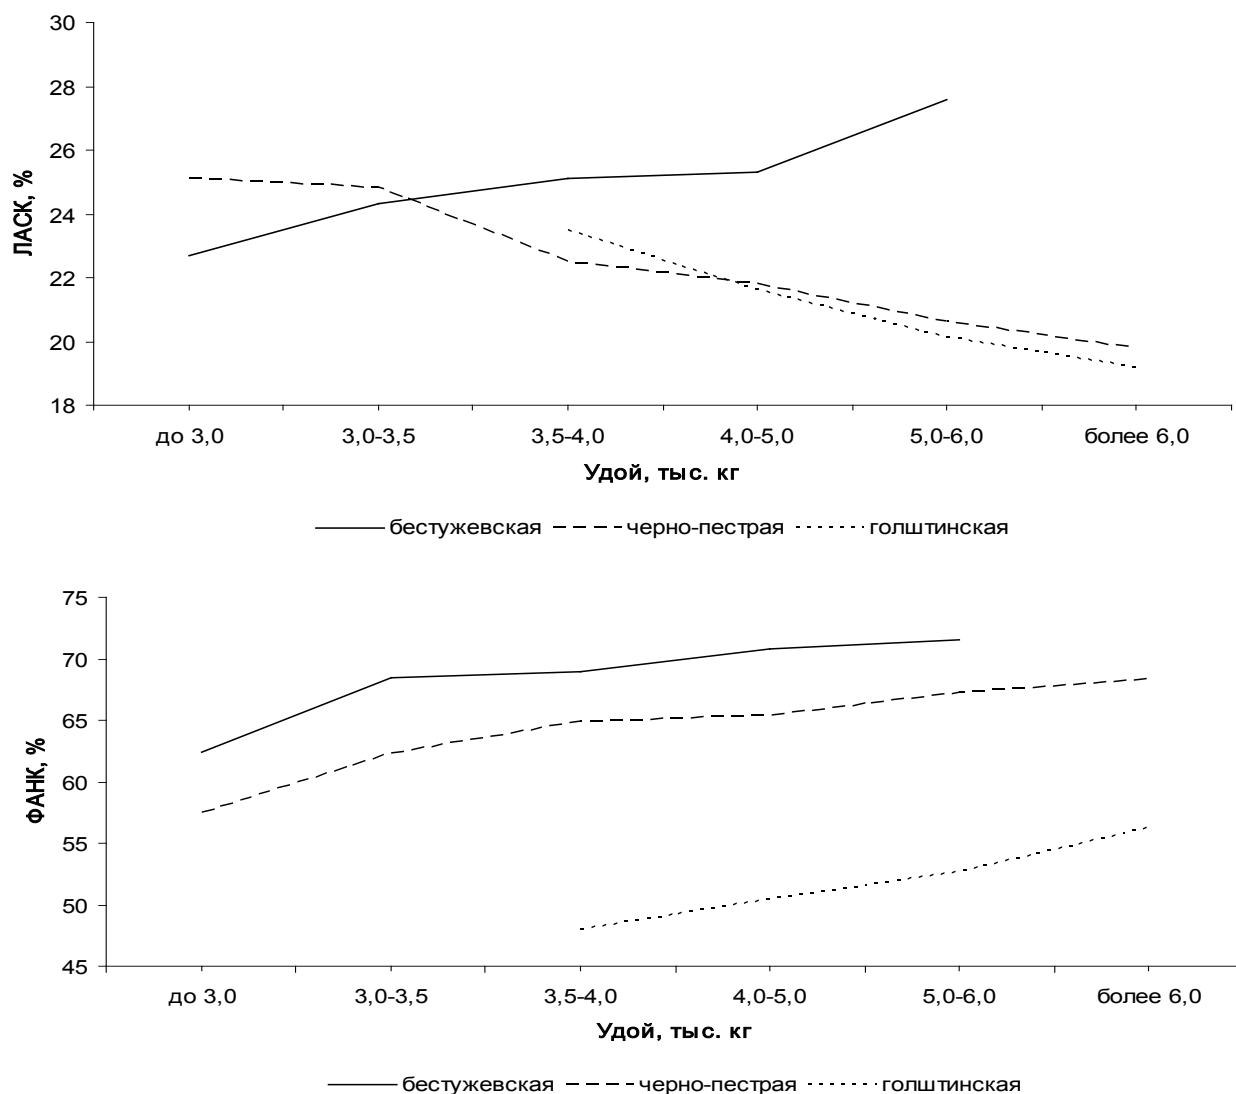 30
28
26
24
22
20
18
ЛАСК, %
до 3,0 3,0-3,5 3,5-4,0 4,0-5,0 5,0-6,0 более 6,0
Удой, тыс. кг
бестужевская черно-пестрая голштинская
75
70
65
60
55
50
45
ФАНК, %
до 3,0 3,0-3,5 3,5-4,0 4,0-5,0 5,0-6,0 более 6,0
Удой, тыс. кг
бестужевская черно-пестрая голштинская